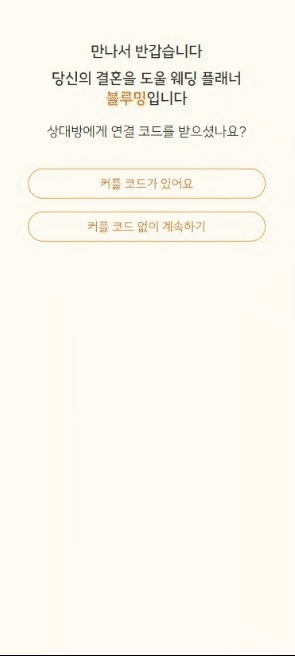 만나서 반갑습니다
당신의 결혼을 도울 웨딩 플래너
블루밍입니다
상대방에게 연결 코드를 받으셨나요?
커플 코드가 있어요
커플 코드 없이 계속하기